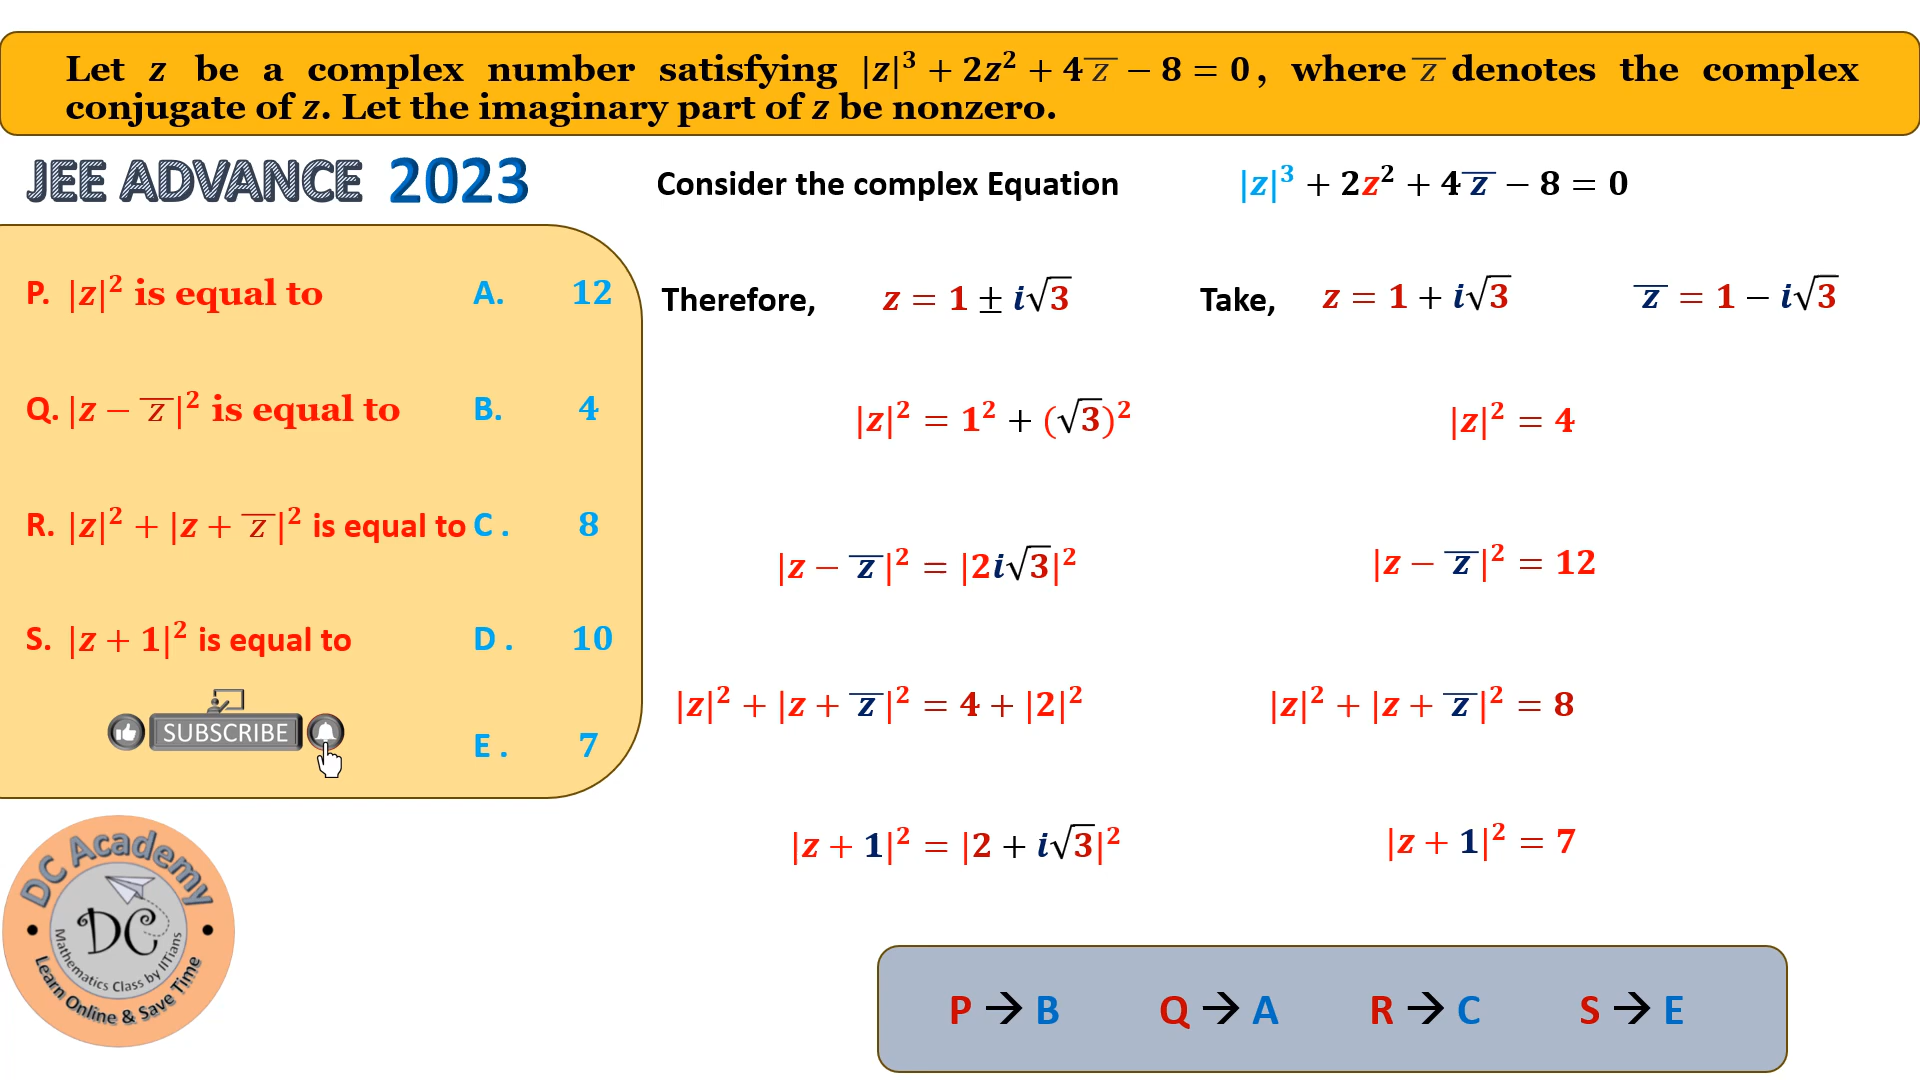 Let z be a complex number satisfying |z|³ + 2z² + 4z̅ − 8 = 0, where z̅ denotes the complex
conjugate of z. Let the imaginary part of z be nonzero.
JEE ADVANCE 2023
Consider the complex Equation |z|³ + 2z² + 4z̅ − 8 = 0
Therefore, z = 1 ± i√3 Take, z = 1 + i√3 z̅ = 1 − i√3
P. |z|² is equal to A. 12
Q. |z − z̅|² is equal to B. 4
R. |z|² + |z + z̅|² is equal to C . 8
S. |z + 1|² is equal to D . 10
E . 7
SUBSCRIBE
|z|² = 1² + (√3)² |z|² = 4
|z − z̅|² = |2i√3|² |z − z̅|² = 12
|z|² + |z + z̅|² = 4 + |2|² |z|² + |z + z̅|² = 8
|z + 1|² = |2 + i√3|² |z + 1|² = 7
DC Academy
DC
Mathematics Class by IITians
Learn Online & Save Time
P → B Q → A R → C S → E